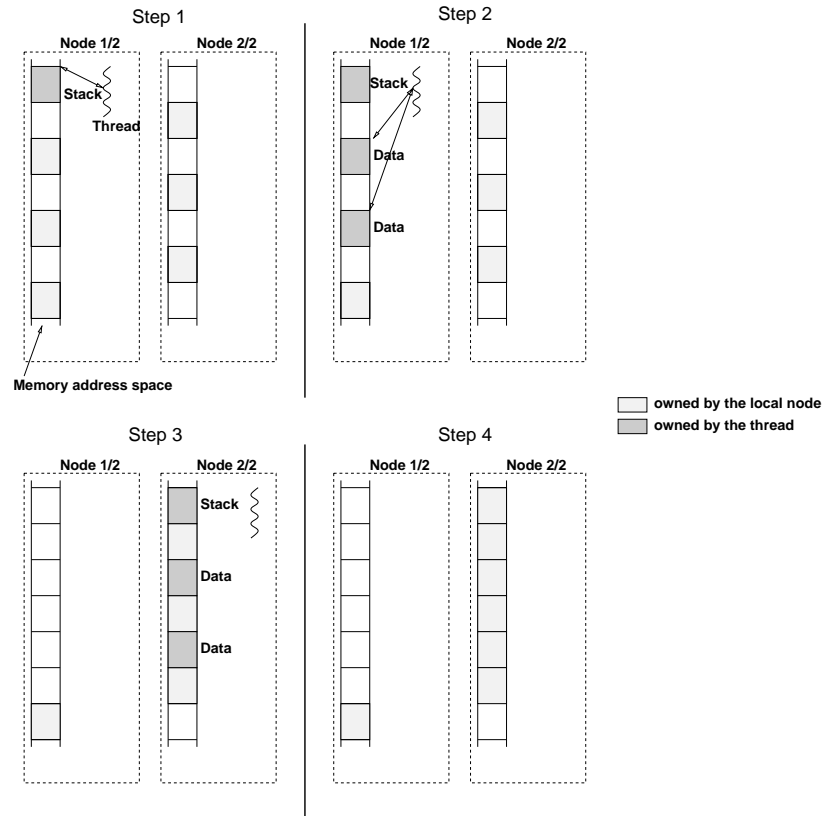 Step 1
Node 1/2
Node 2/2
Stack
Thread
Memory address space
Step 2
Node 1/2
Node 2/2
Stack
Data
Data
owned by the local node
owned by the thread
Step 3
Node 1/2
Node 2/2
Stack
Data
Data
Step 4
Node 1/2
Node 2/2